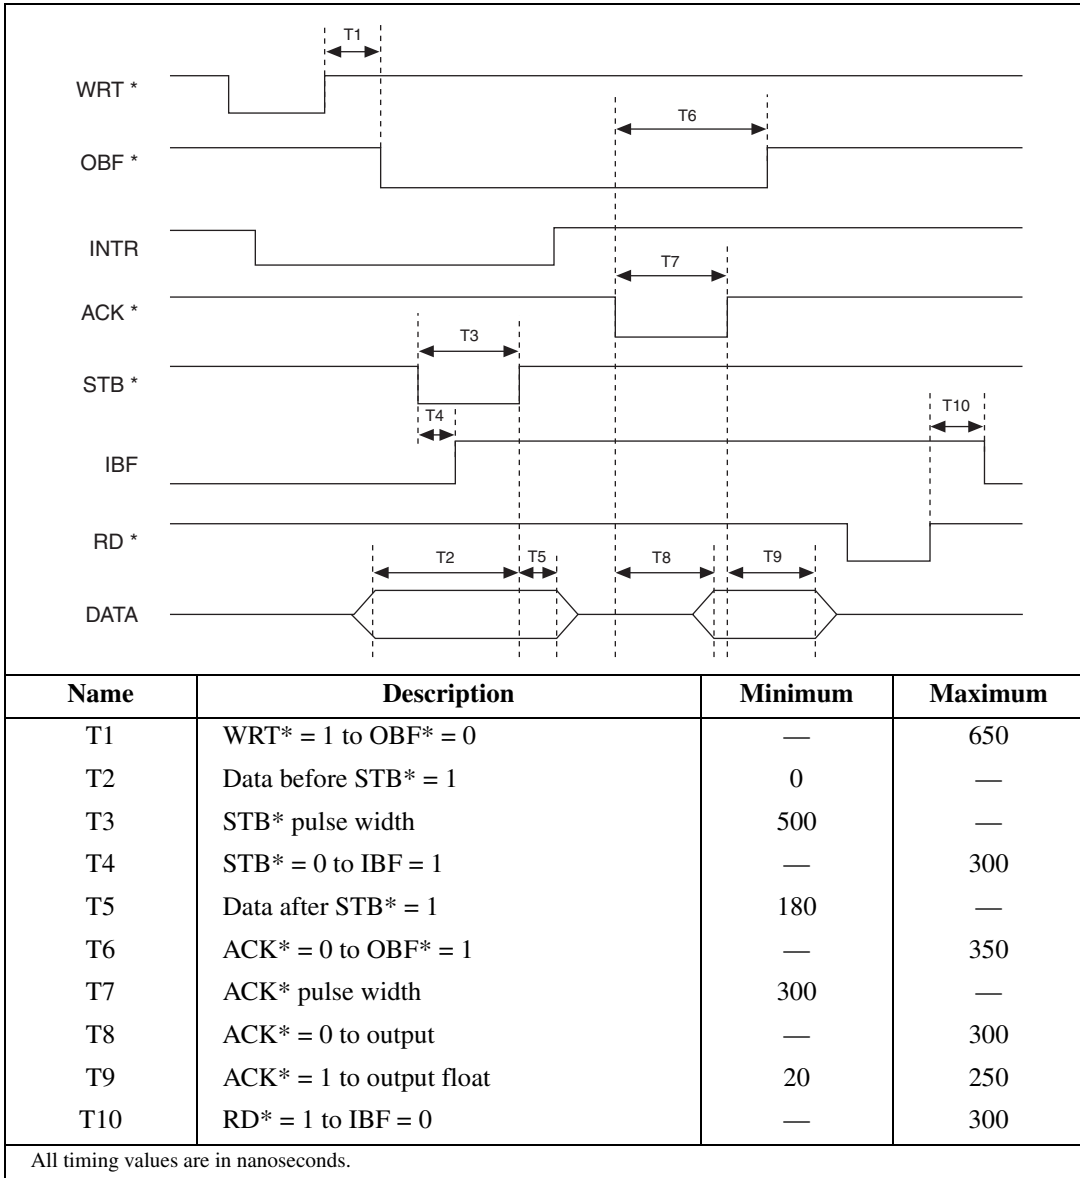 T1
WRT *
T6
OBF *
INTR
T7
ACK *
T3
STB *
T4
T10
IBF
RD *
T2 T5 T8 T9
DATA
Name Description Minimum Maximum
T1 WRT* = 1 to OBF* = 0 — 650
T2 Data before STB* = 1 0 —
T3 STB* pulse width 500 —
T4 STB* = 0 to IBF = 1 — 300
T5 Data after STB* = 1 180 —
T6 ACK* = 0 to OBF* = 1 — 350
T7 ACK* pulse width 300 —
T8 ACK* = 0 to output — 300
T9 ACK* = 1 to output float 20 250
T10 RD* = 1 to IBF = 0 — 300
All timing values are in nanoseconds.